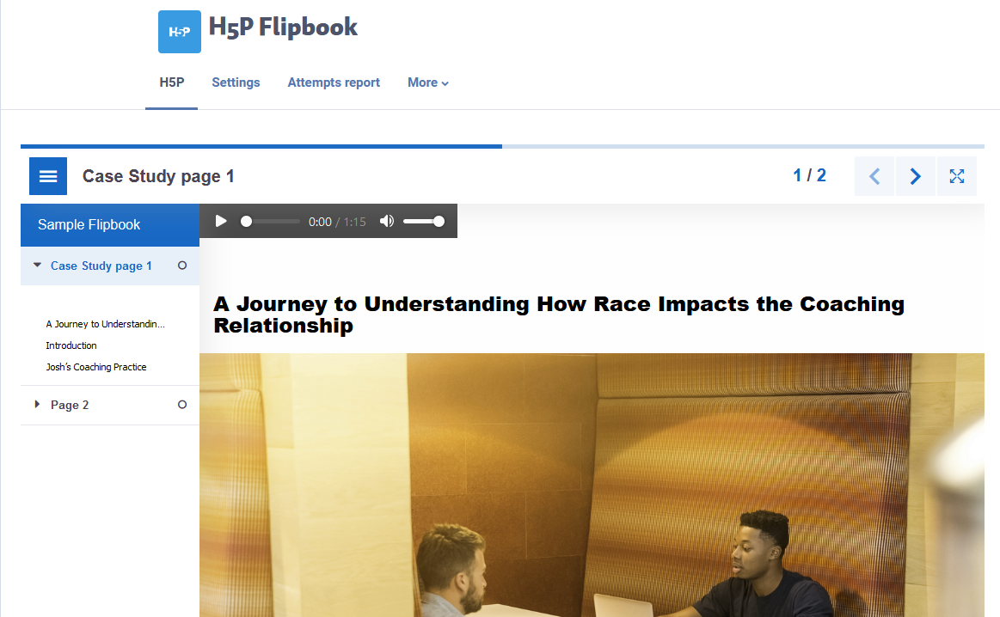 H5P
H5P Flipbook
H5P
Settings
Attempts report
More
Case Study page 1
1 / 2
Sample Flipbook
0:00 / 1:15
Case Study page 1
A Journey to Understandin...
Introduction
Josh's Coaching Practice
Page 2
A Journey to Understanding How Race Impacts the Coaching
Relationship